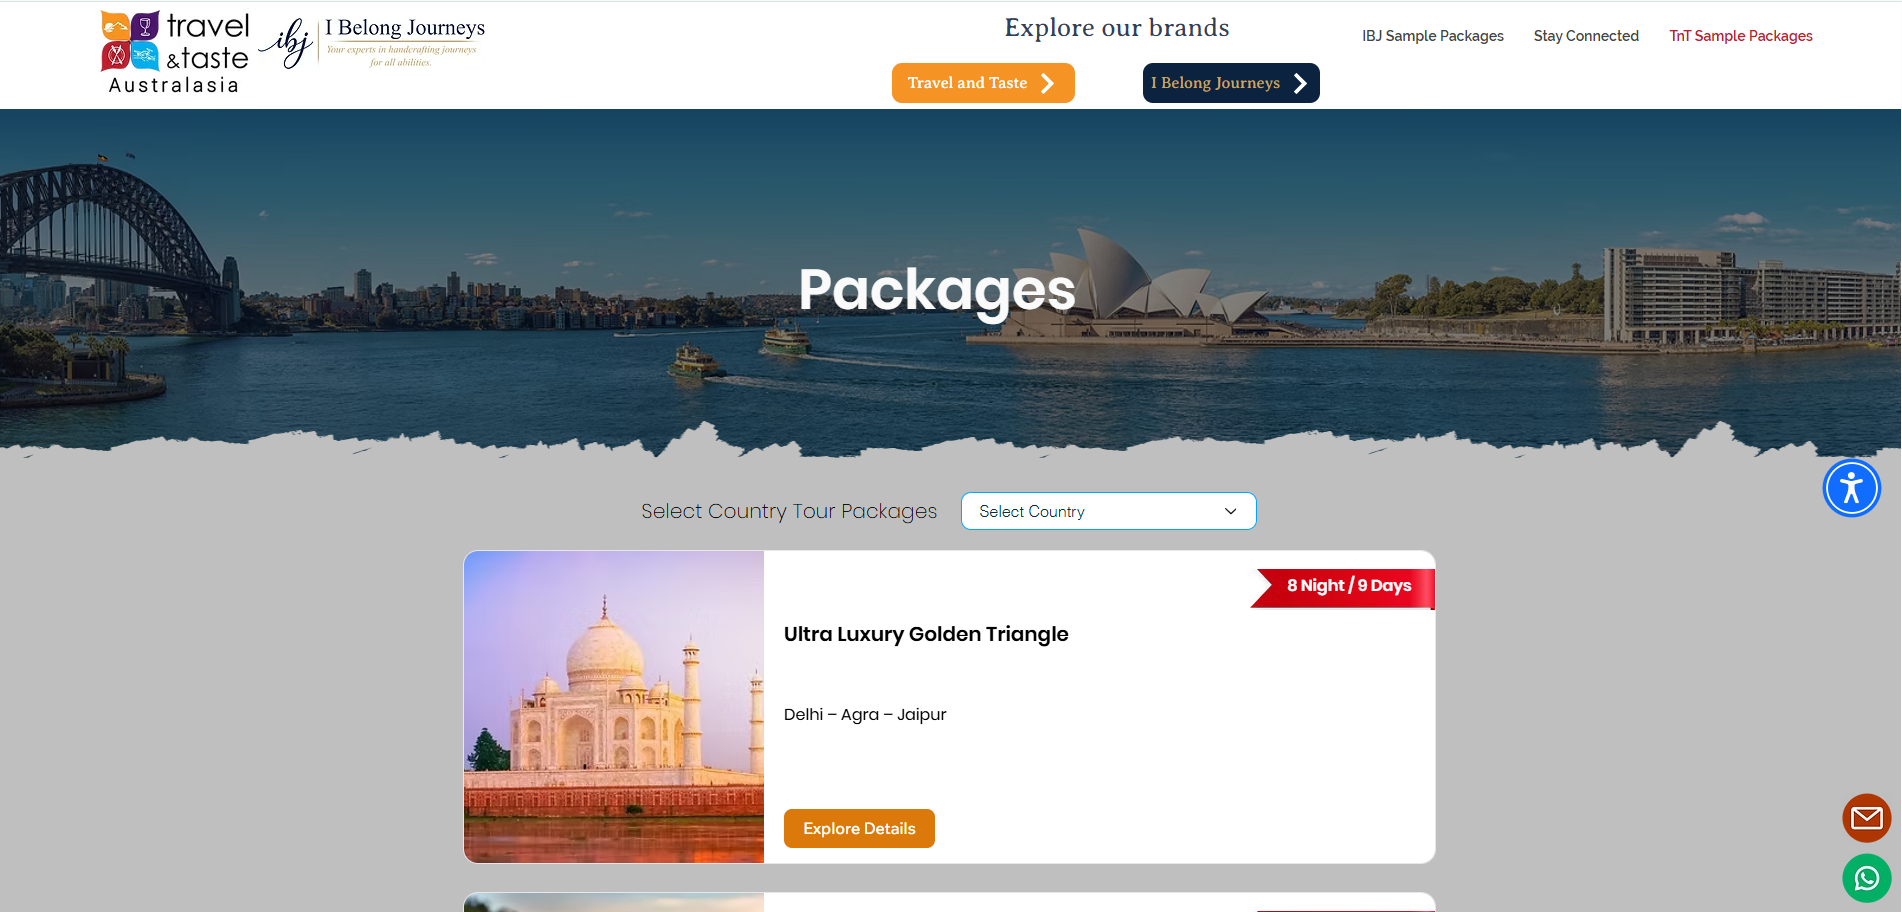 travel
&taste
Australasia
ibj
I Belong Journeys
Your experts in handcrafting journeys
for all abilities.
Explore our brands
Travel and Taste
I Belong Journeys
IBJ Sample Packages
Stay Connected
TnT Sample Packages
Packages
Select Country Tour Packages
Select Country
8 Night / 9 Days
Ultra Luxury Golden Triangle
Delhi – Agra – Jaipur
Explore Details